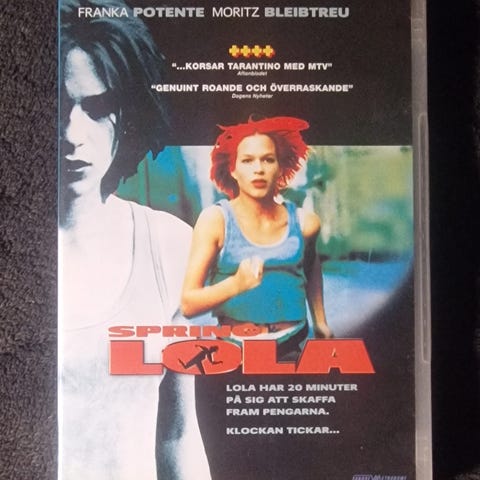 FRANKA POTENTE MORITZ BLEIBTREU
"...KORSAR TARANTINO MED MTV"
Aftonbladet
"GENUINT ROANDE OCH ÖVERRASKANDE"
Dagens Nyheter
SPRING
LOLA
LOLA HAR 20 MINUTER
PÅ SIG ATT SKAFFA
FRAM PENGARNA.
KLOCKAN TICKAR...